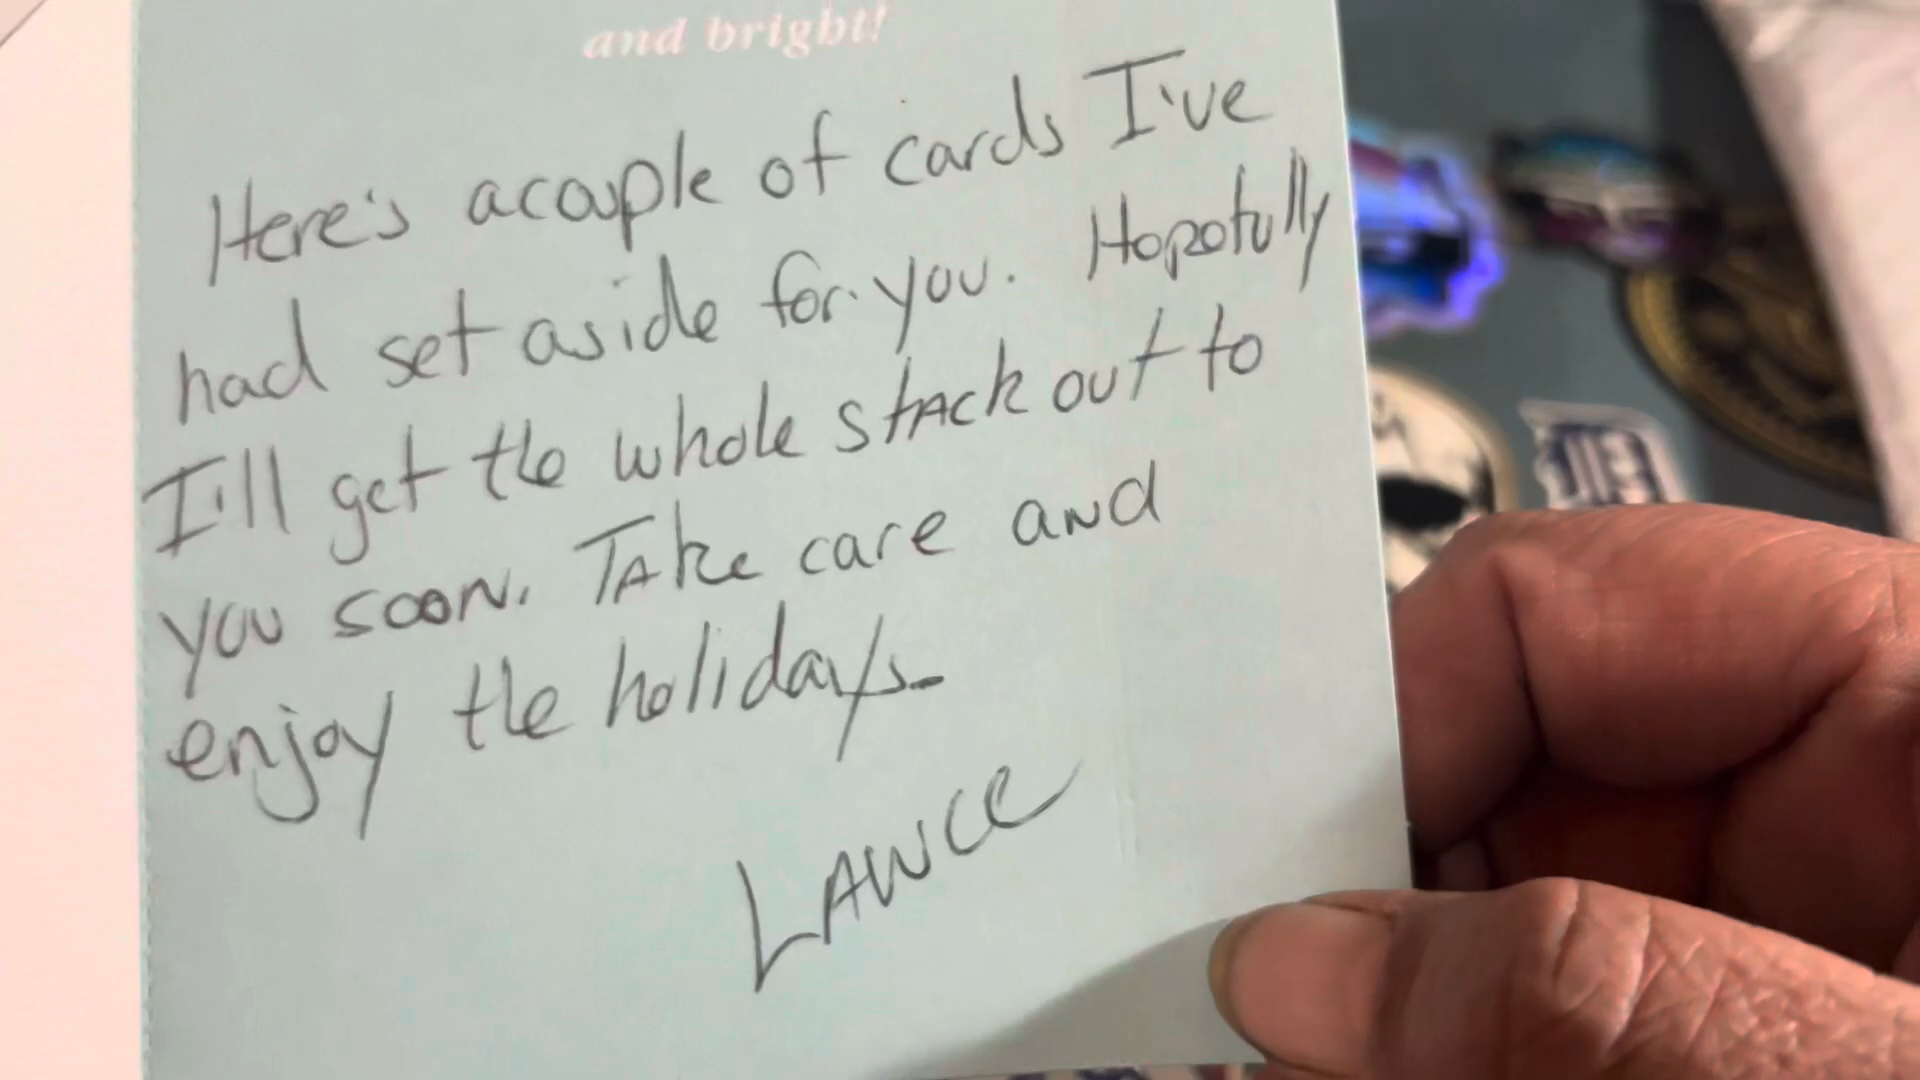 and bright!
Here's a couple of cards I've
had set aside for you. Hopefully
I'll get the whole stack out to
you soon. Take care and
enjoy the holidays.
Lance